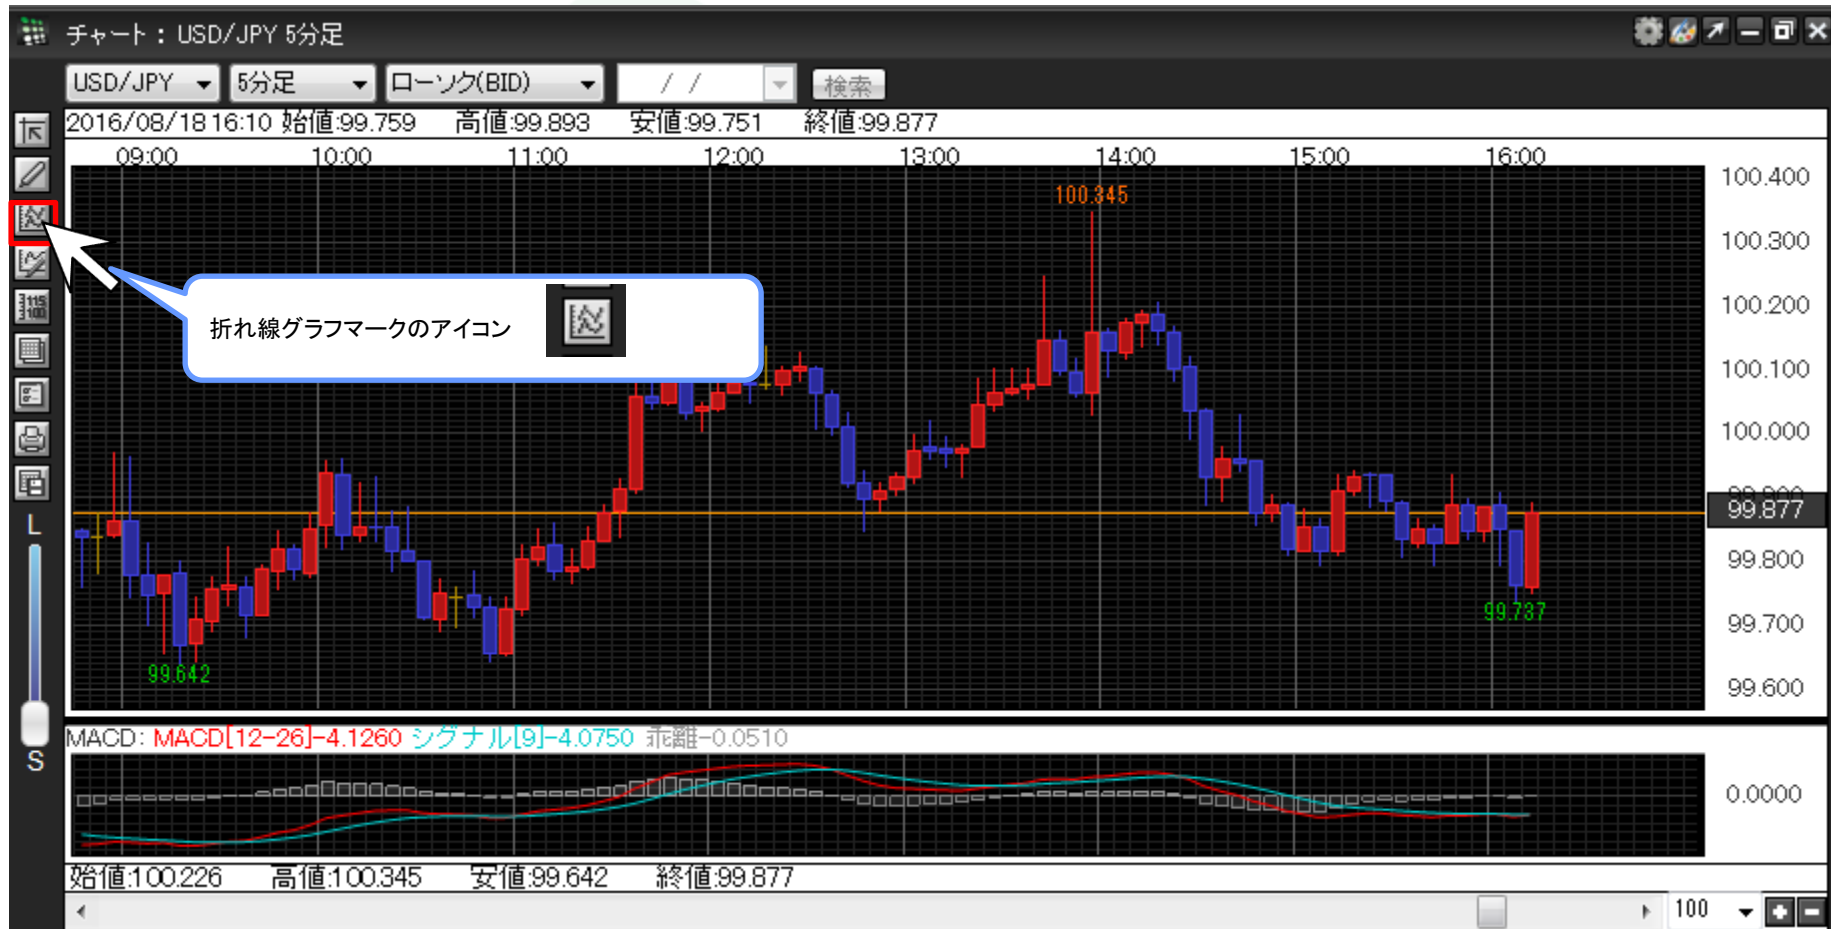 チャート：USD/JPY 5分足
USD/JPY 5分足 ローソク(BID) / / 検索
2016/08/18 16:10 始値:99.759 高値:99.893 安値:99.751 終値:99.877
09:00 10:00 11:00 12:00 13:00 14:00 15:00 16:00
100.400
100.345
100.300
100.200
折れ線グラフマークのアイコン
100.100
100.000
99.900
99.877
99.800
99.737
99.700
99.642
99.600
L
S
MACD: MACD[12-26]-4.1260 シグナル[9]-4.0750 乖離-0.0510
0.0000
始値:100.226 高値:100.345 安値:99.642 終値:99.877
100